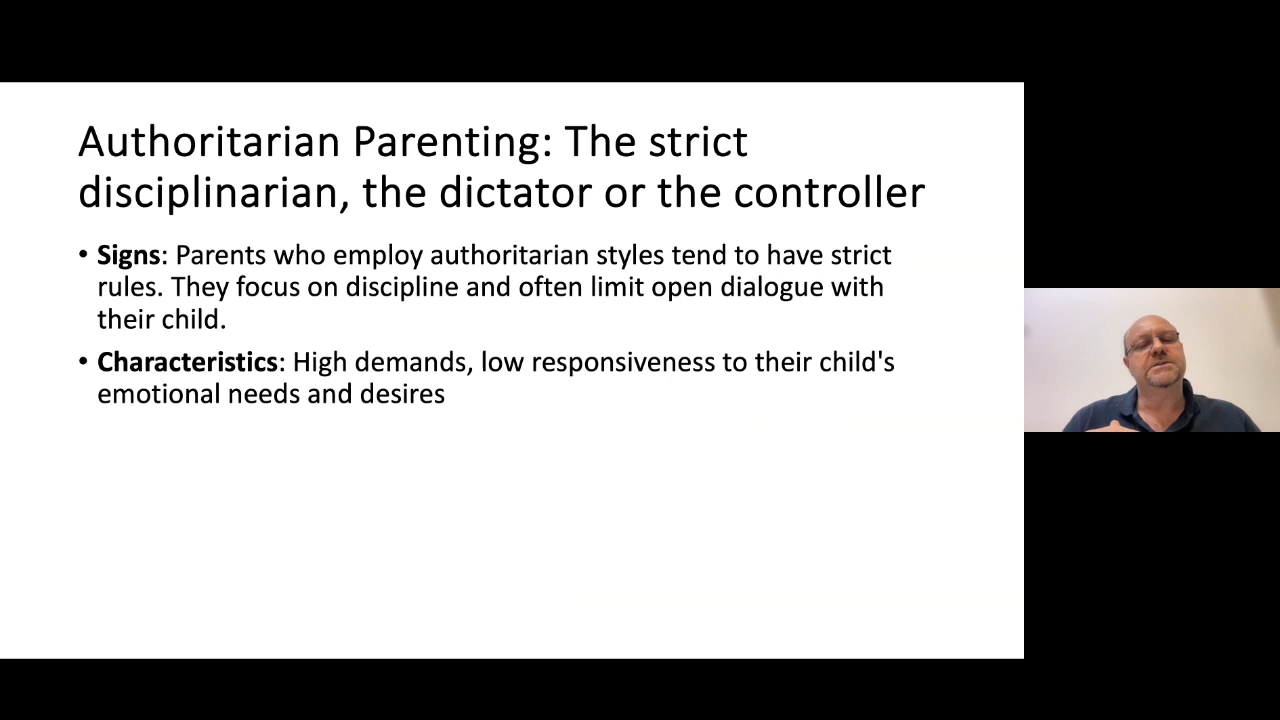 Authoritarian Parenting: The strict
disciplinarian, the dictator or the controller
• Signs: Parents who employ authoritarian styles tend to have strict
rules. They focus on discipline and often limit open dialogue with
their child.
• Characteristics: High demands, low responsiveness to their child's
emotional needs and desires